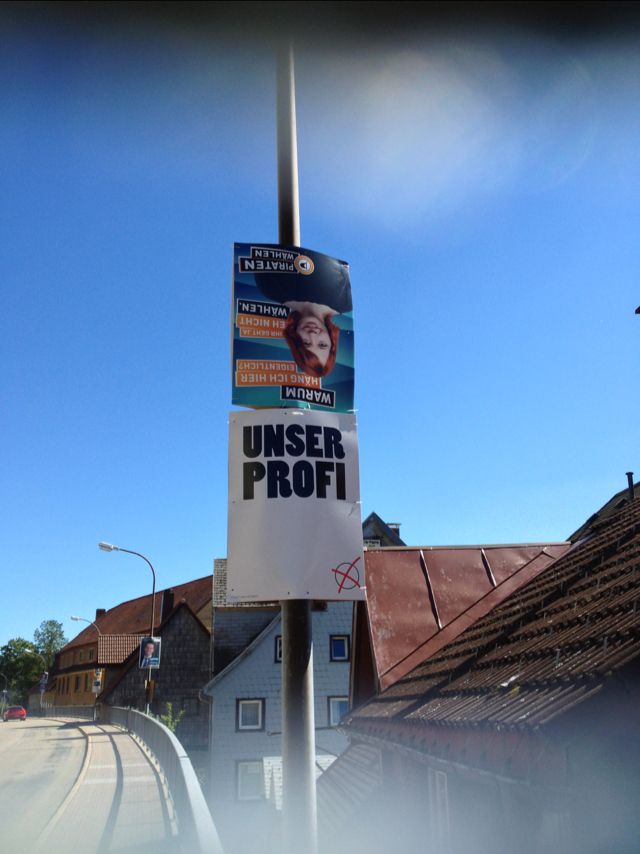 WARUM
HÄNG ICH HIER
EIGENTLICH?
IHR GEHT JA
EH NICHT
WÄHLEN.
PIRATEN
WÄHLEN
UNSER
PROFI